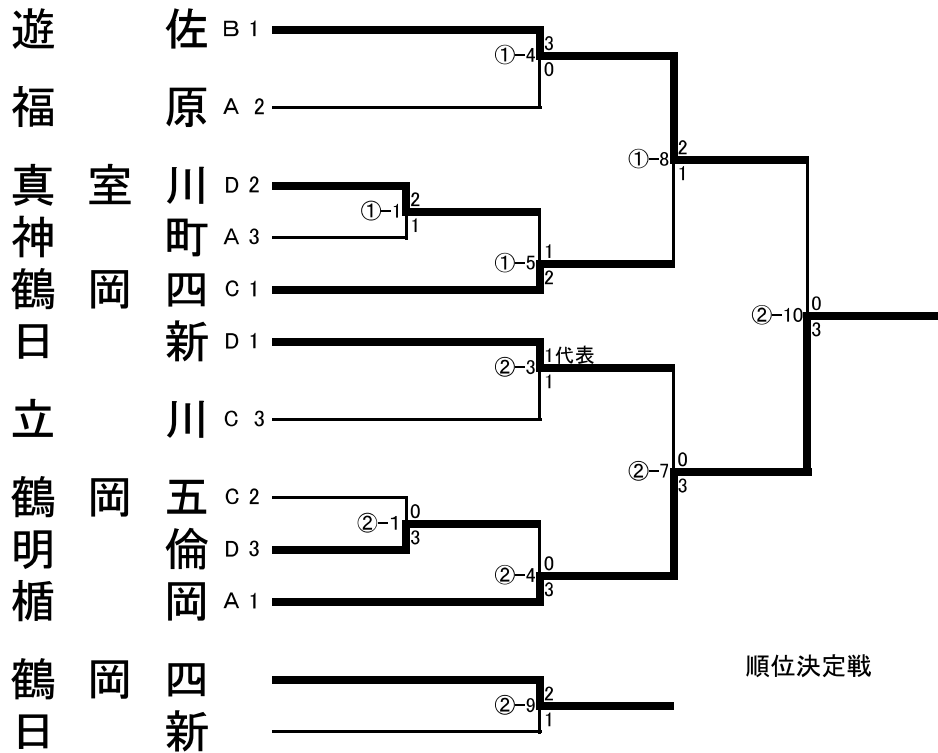 遊佐 B 1
3
①-4
0
福原 A 2
2
①-8
1
真室川 D 2
2
①-1
1
神町 A 3
1
①-5
2
鶴岡四 C 1
0
②-10
3
日新 D 1
1代表
②-3
1
立川 C 3
0
②-7
3
鶴岡五 C 2
0
②-1
3
明倫 D 3
0
②-4
3
楯岡 A 1
順位決定戦
鶴岡四
2
②-9
1
日新